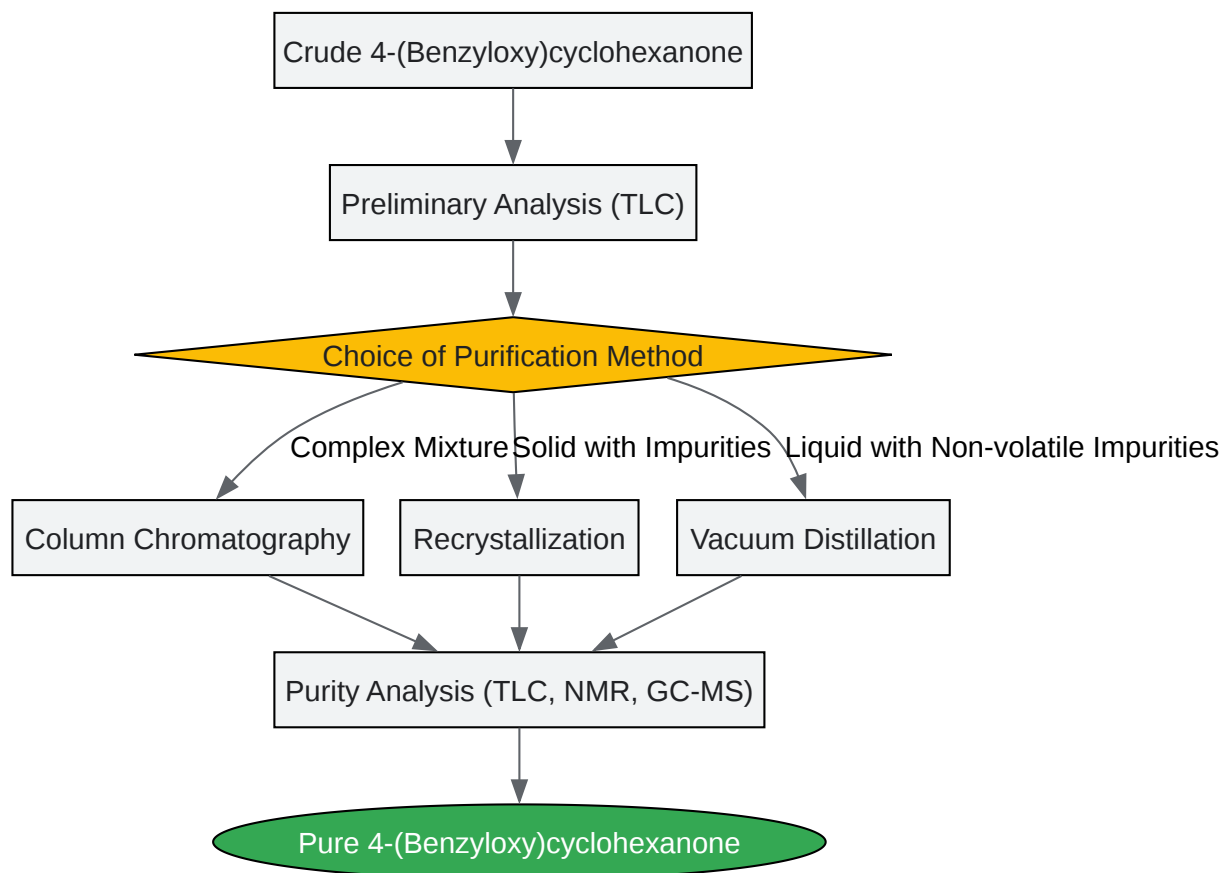 Crude 4-(Benzyloxy)cyclohexanone
Preliminary Analysis (TLC)
Choice of Purification Method
Complex Mixture
Solid with Impurities
Liquid with Non-volatile Impurities
Column Chromatography
Recrystallization
Vacuum Distillation
Purity Analysis (TLC, NMR, GC-MS)
Pure 4-(Benzyloxy)cyclohexanone